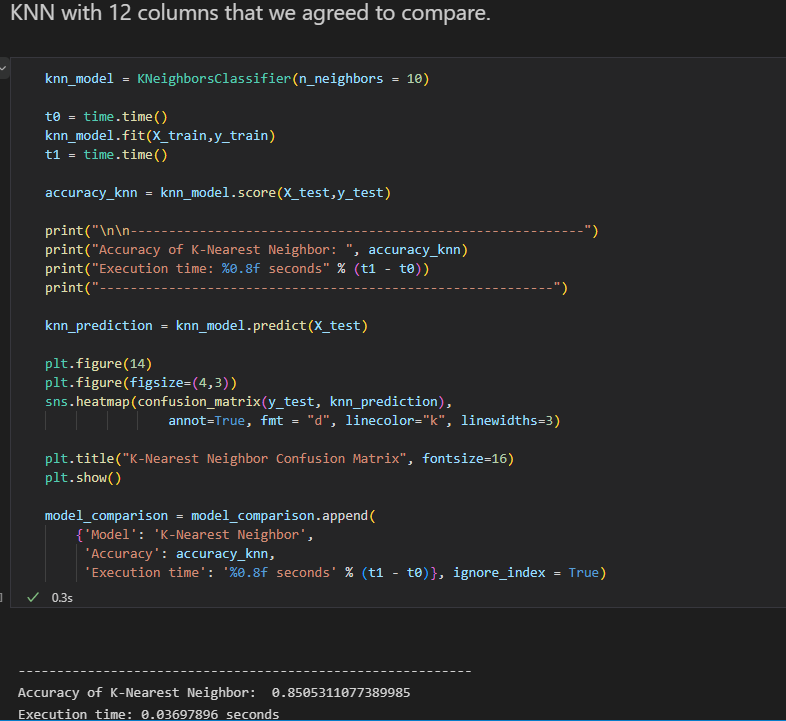 KNN with 12 columns that we agreed to compare.
knn_model = KNeighborsClassifier(n_neighbors = 10)
t0 = time.time()
knn_model.fit(X_train,y_train)
t1 = time.time()
accuracy_knn = knn_model.score(X_test,y_test)
print("\n\n-----------------------------------------------------------")
print("Accuracy of K-Nearest Neighbor: ", accuracy_knn)
print("Execution time: %0.8f seconds" % (t1 - t0))
print("-----------------------------------------------------------")
knn_prediction = knn_model.predict(X_test)
plt.figure(14)
plt.figure(figsize=(4,3))
sns.heatmap(confusion_matrix(y_test, knn_prediction),
annot=True, fmt = "d", linecolor="k", linewidths=3)
plt.title("K-Nearest Neighbor Confusion Matrix", fontsize=16)
plt.show()
model_comparison = model_comparison.append(
{'Model': 'K-Nearest Neighbor',
'Accuracy': accuracy_knn,
'Execution time': '%0.8f seconds' % (t1 - t0)}, ignore_index = True)
0.3s
-----------------------------------------------------------
Accuracy of K-Nearest Neighbor:  0.8505311077389985
Execution time: 0.03697896 seconds